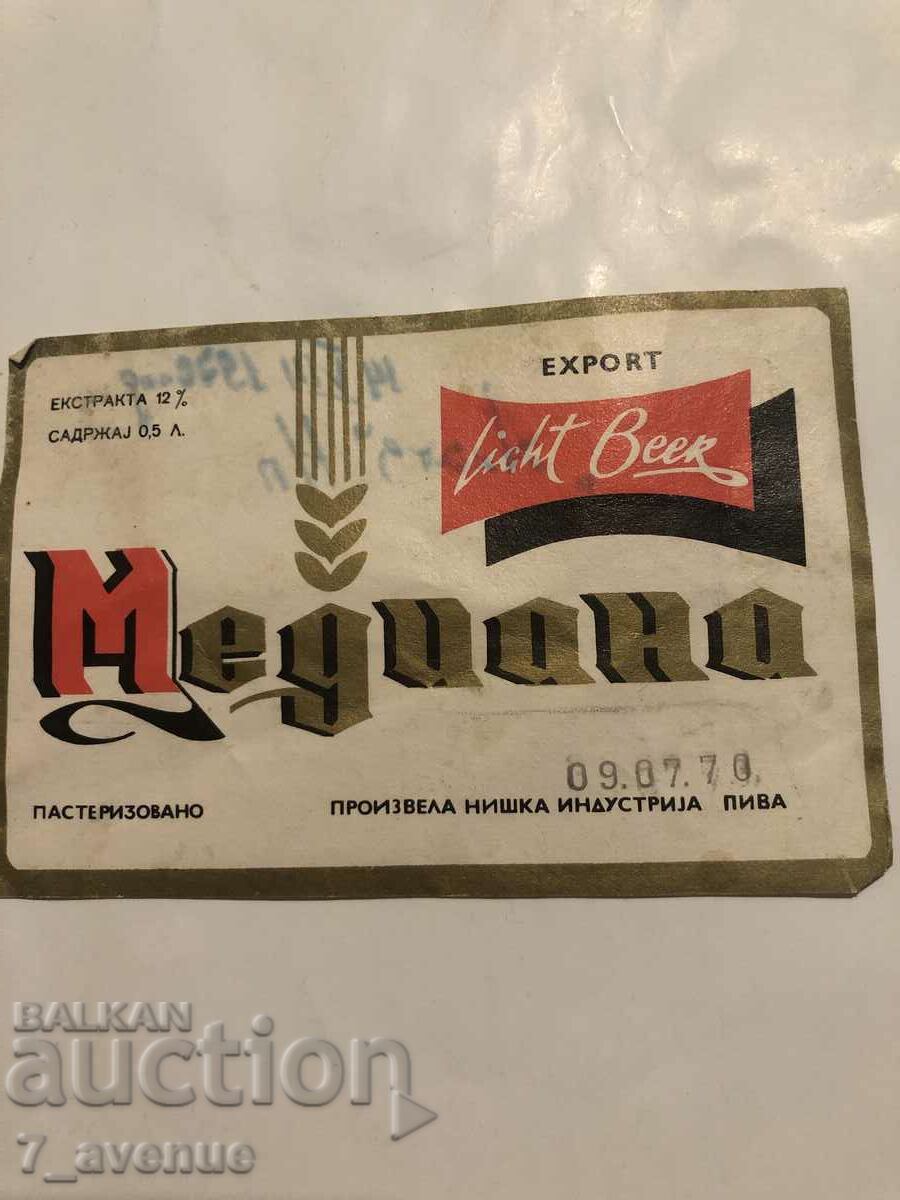 EXPORT
ЕКСТРАКТА 12%
САДРЖАЈ 0,5 Л.
Licht Beer
Медиана
09.07.70.
ПАСТЕРИЗОВАНО
ПРОИЗВЕЛА НИШКА ИНДУСТРИЈА ПИВА
BALKAN
auction
7_avenue